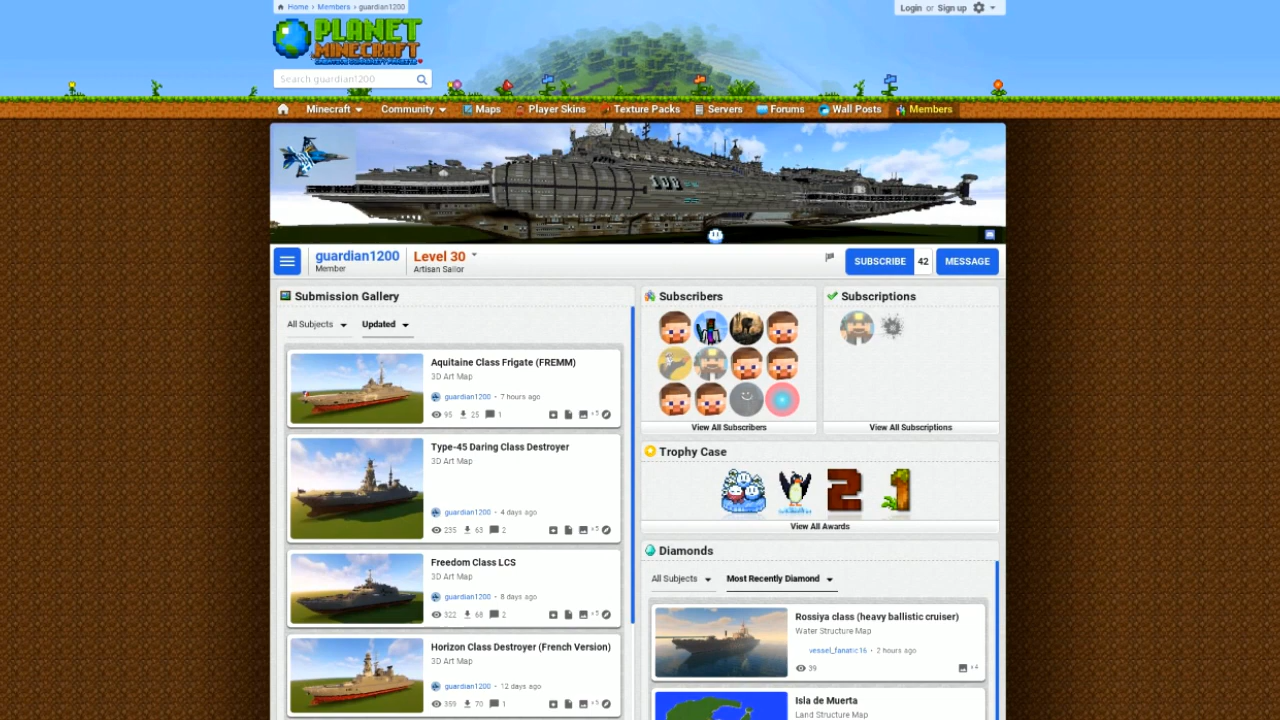 Home › Members › guardian1200
Login or Sign up
PLANET
MINECRAFT
Search guardian1200
Minecraft
Community
Maps
Player Skins
Texture Packs
Servers
Forums
Wall Posts
Members
guardian1200
Member
Level 30
Artisan Sailor
SUBSCRIBE 42
MESSAGE
Submission Gallery
All Subjects
Updated
Aquitaine Class Frigate (FREMM)
3D Art Map
guardian1200 • 7 hours ago
95 25 1
Type-45 Daring Class Destroyer
3D Art Map
guardian1200 • 4 days ago
235 63 2
Freedom Class LCS
3D Art Map
guardian1200 • 8 days ago
322 68 2
Horizon Class Destroyer (French Version)
3D Art Map
guardian1200 • 12 days ago
359 70 1
Subscribers
View All Subscribers
Subscriptions
View All Subscriptions
Trophy Case
2 1
View All Awards
Diamonds
All Subjects
Most Recently Diamond
Rossiya class (heavy ballistic cruiser)
Water Structure Map
vessel_fanatic16 • 2 hours ago
39
Isla de Muerta
Land Structure Map